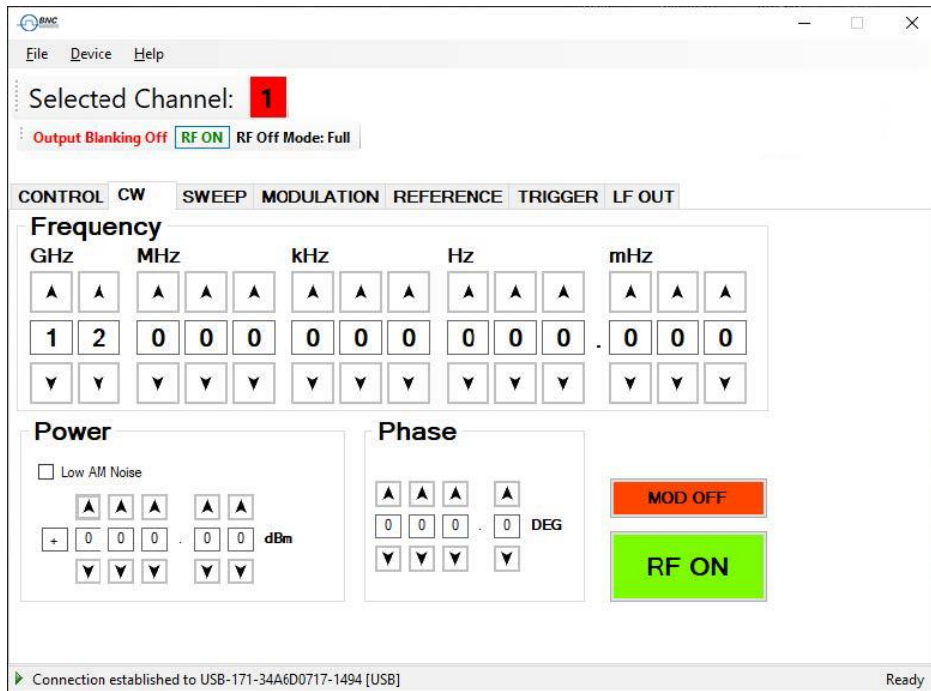 BNC
File Device Help
Selected Channel: 1
Output Blanking Off RF ON RF Off Mode: Full
CONTROL CW SWEEP MODULATION REFERENCE TRIGGER LF OUT
Frequency
GHz MHz kHz Hz mHz
1 2 0 0 0 0 0 0 0 0 0 . 0 0 0
Power
Low AM Noise
+ 0 0 0 . 0 0 dBm
Phase
0 0 0 . 0 DEG
MOD OFF
RF ON
Connection established to USB-171-34A6D0717-1494 [USB]
Ready